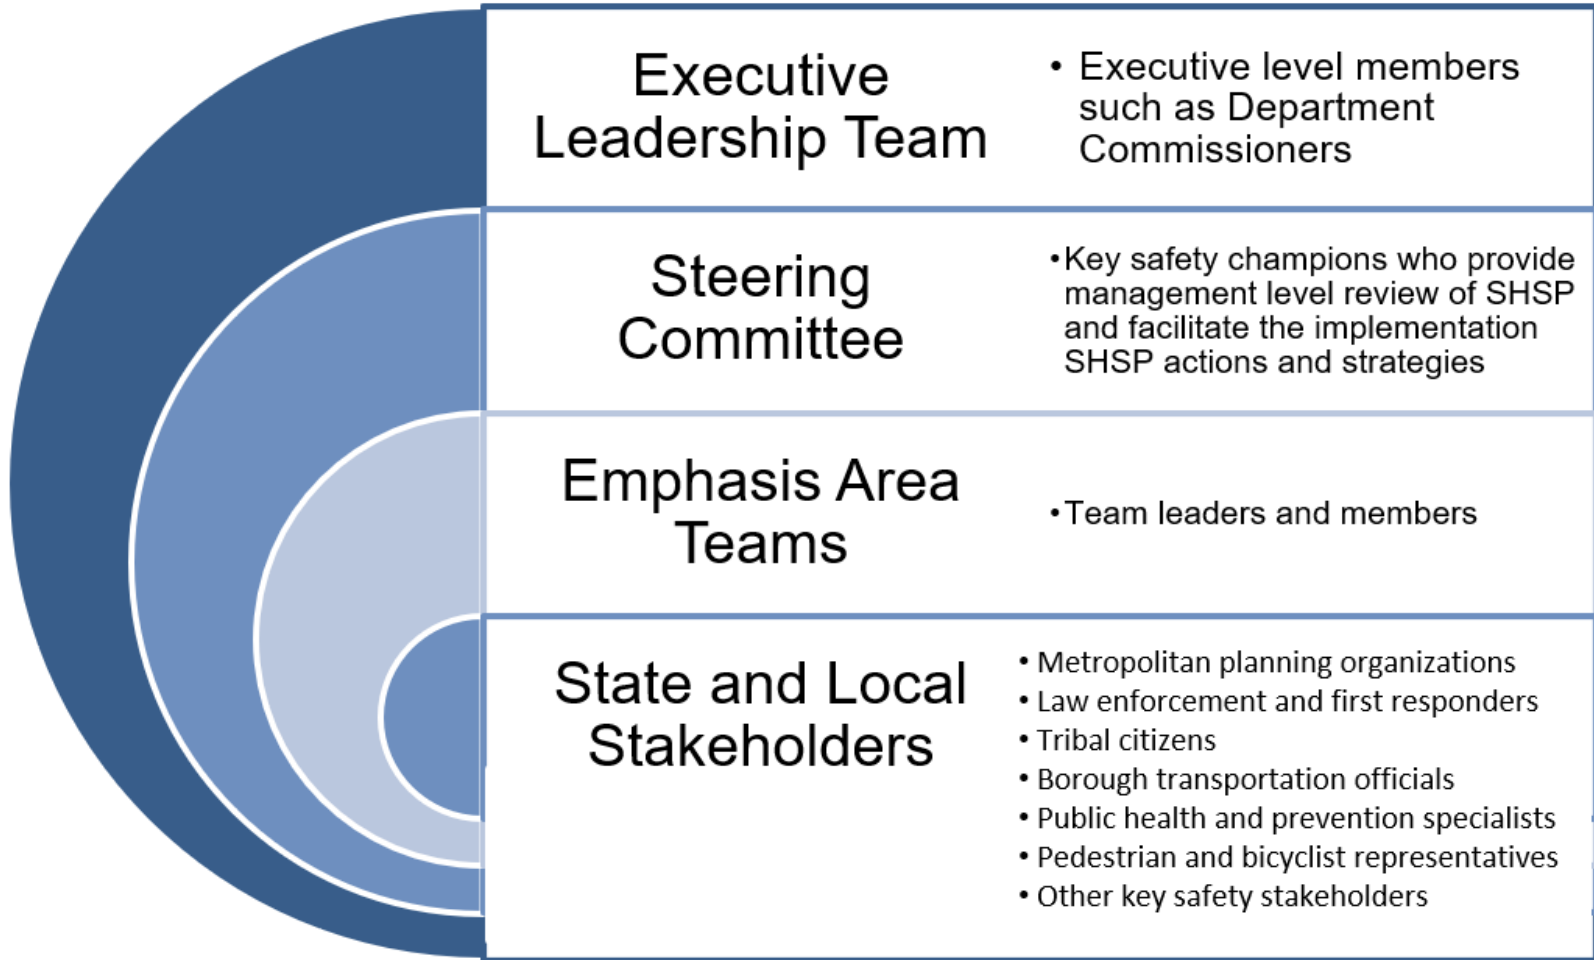 Executive
Leadership Team
• Executive level members
such as Department
Commissioners
Steering
Committee
•Key safety champions who provide
management level review of SHSP
and facilitate the implementation
SHSP actions and strategies
Emphasis Area
Teams
•Team leaders and members
State and Local
Stakeholders
• Metropolitan planning organizations
• Law enforcement and first responders
• Tribal citizens
• Borough transportation officials
• Public health and prevention specialists
• Pedestrian and bicyclist representatives
• Other key safety stakeholders